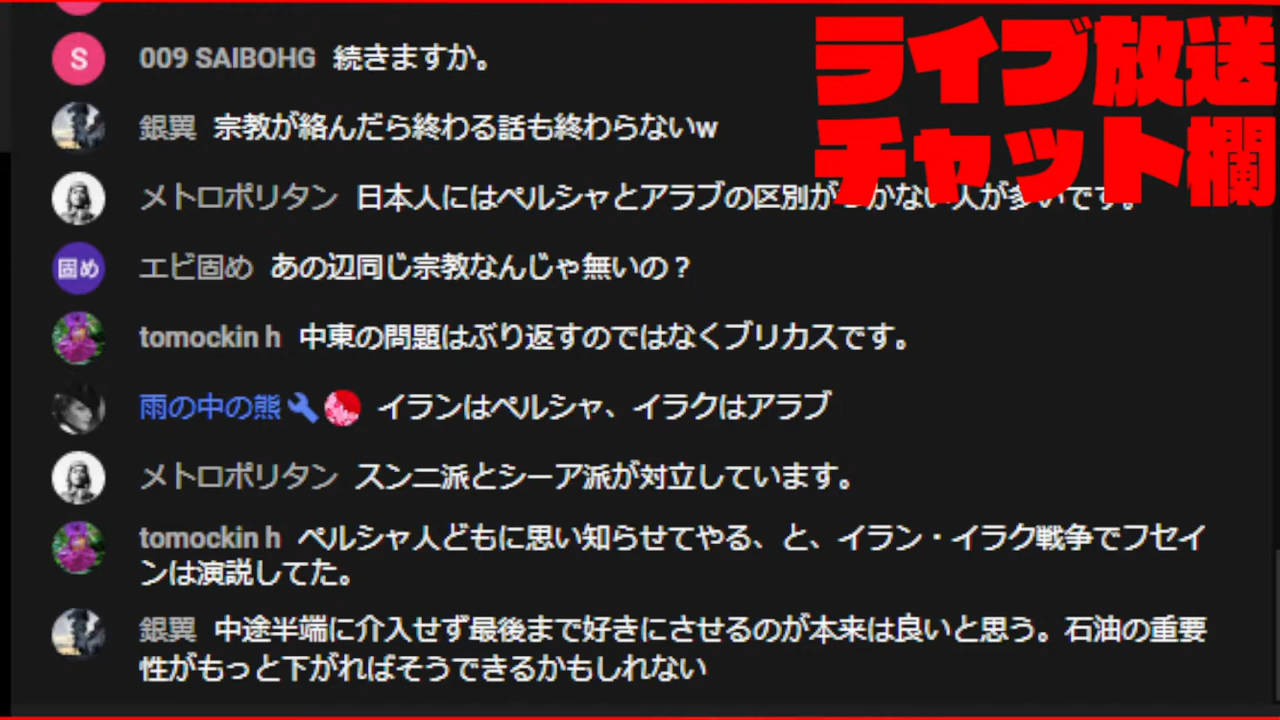 ライブ放送
チャット欄
S
009 SAIBOHG 続きますか。
銀翼 宗教が絡んだら終わる話も終わらないw
メトロポリタン 日本人にはペルシャとアラブの区別がつかない人が多いです。
固め
エビ固め あの辺同じ宗教なんじゃ無いの？
tomockin h 中東の問題はぶり返すのではなくブリカスです。
雨の中の熊 イランはペルシャ、イラクはアラブ
メトロポリタン スンニ派とシーア派が対立しています。
tomockin h ペルシャ人どもに思い知らせてやる、と、イラン・イラク戦争でフセイ
ンは演説してた。
銀翼 中途半端に介入せず最後まで好きにさせるのが本来は良いと思う。石油の重要
性がもっと下がればそうできるかもしれない